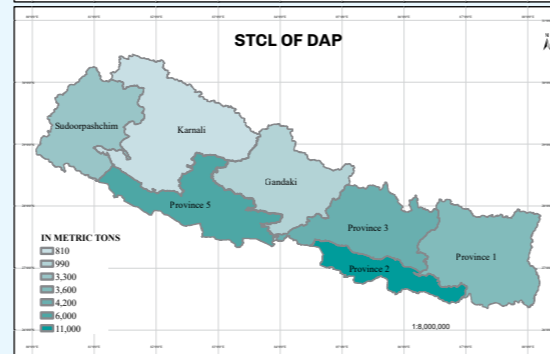 STCL OF DAP
N
Sudoorpashchim
Karnali
Gandaki
Province 5
Province 3
Province 1
Province 2
IN METRIC TONS
810
990
3,300
3,600
4,200
6,000
11,000
1:8,000,000